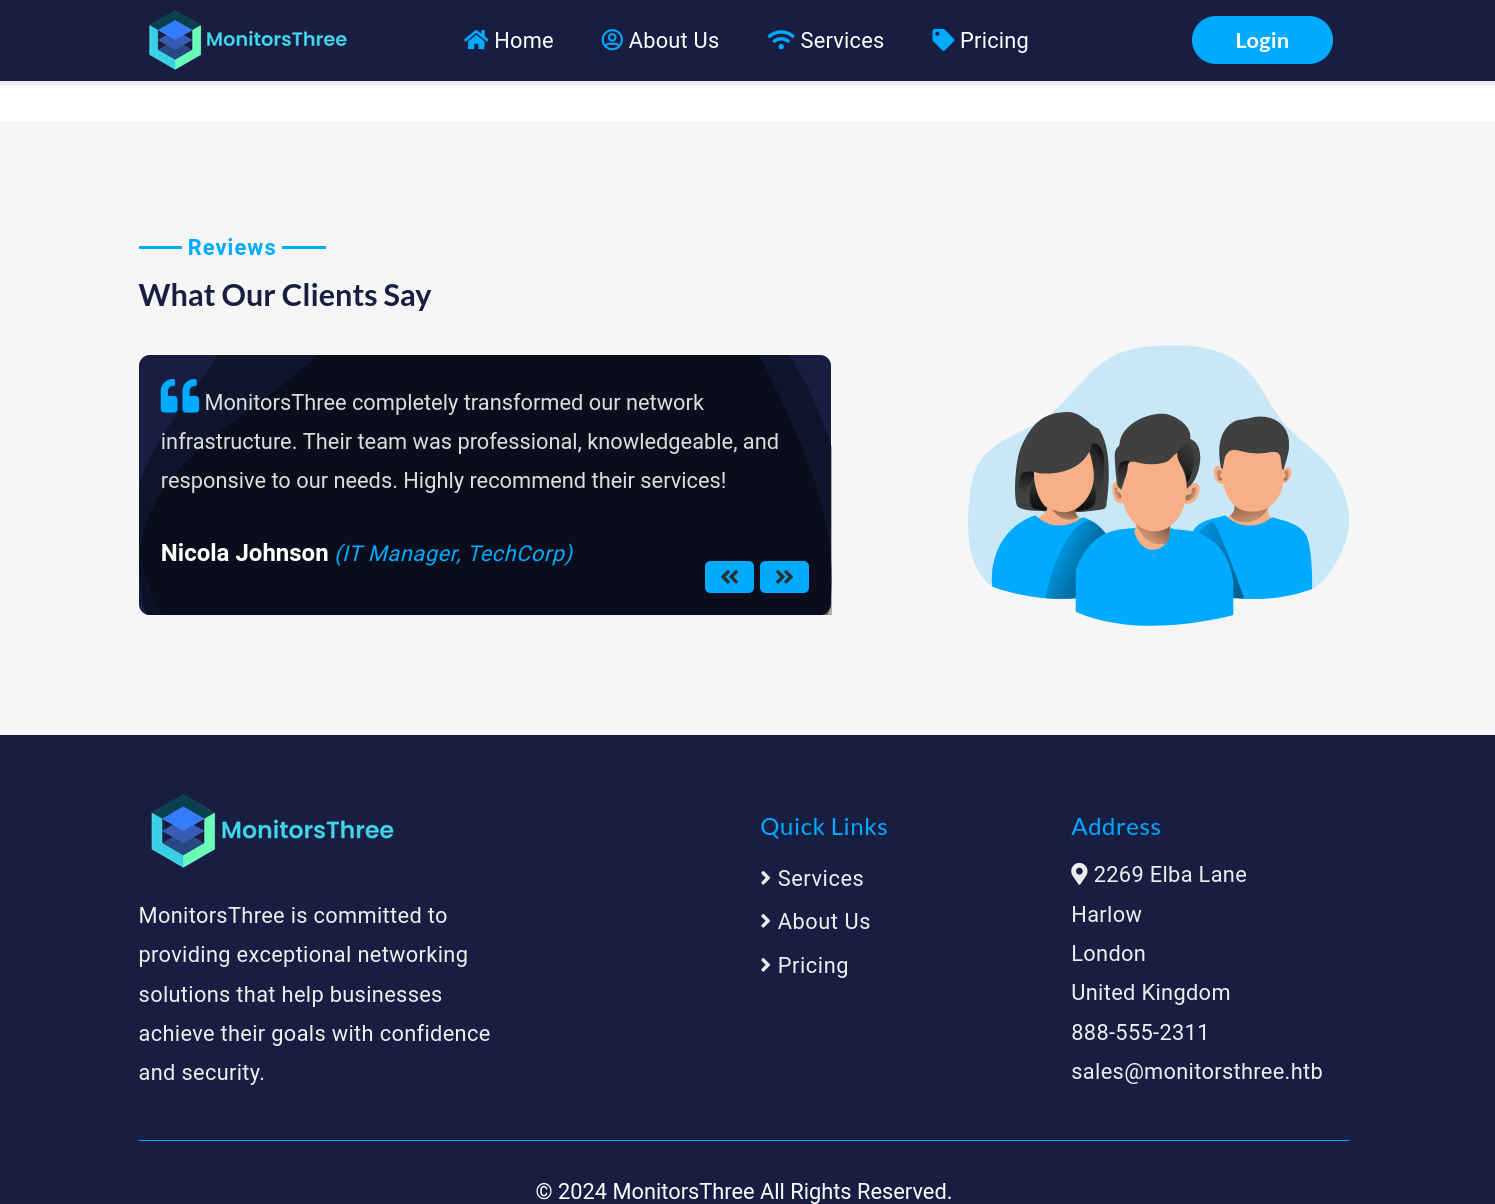 MonitorsThree
Home
About Us
Services
Pricing
Login
Reviews
What Our Clients Say
MonitorsThree completely transformed our network
infrastructure. Their team was professional, knowledgeable, and
responsive to our needs. Highly recommend their services!
Nicola Johnson (IT Manager, TechCorp)
MonitorsThree
MonitorsThree is committed to
providing exceptional networking
solutions that help businesses
achieve their goals with confidence
and security.
Quick Links
Services
About Us
Pricing
Address
2269 Elba Lane
Harlow
London
United Kingdom
888-555-2311
sales@monitorsthree.htb
© 2024 MonitorsThree All Rights Reserved.